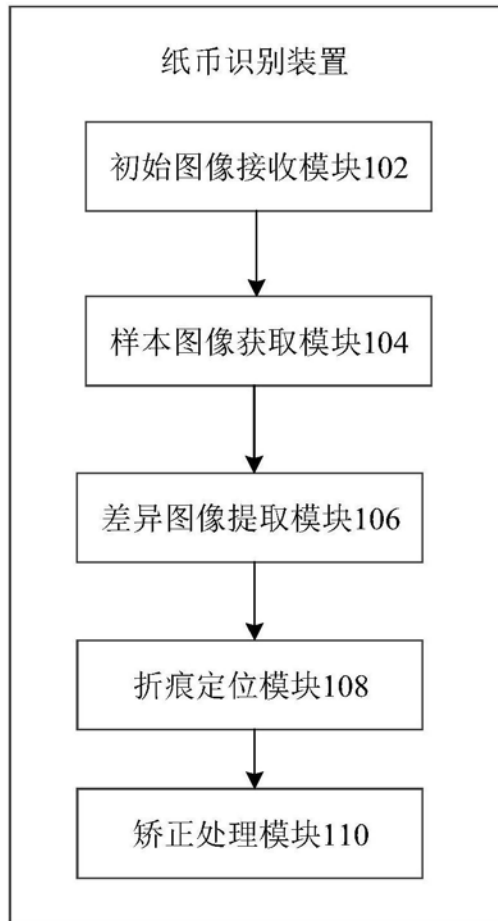 纸币识别装置
初始图像接收模块102
样本图像获取模块104
差异图像提取模块106
折痕定位模块108
矫正处理模块110